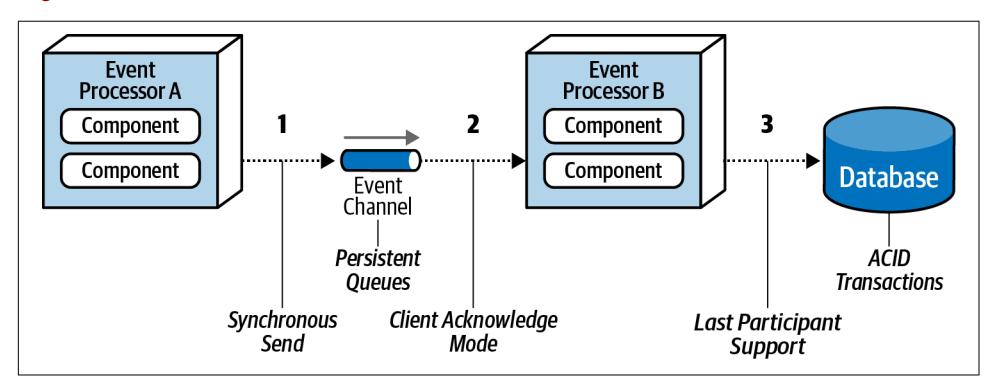 Event
Processor A
Component
Component
1
Event
Channel
Persistent
Queues
Synchronous
Send
2
Client Acknowledge
Mode
Event
Processor B
Component
Component
3
Last Participant
Support
Database
ACID
Transactions